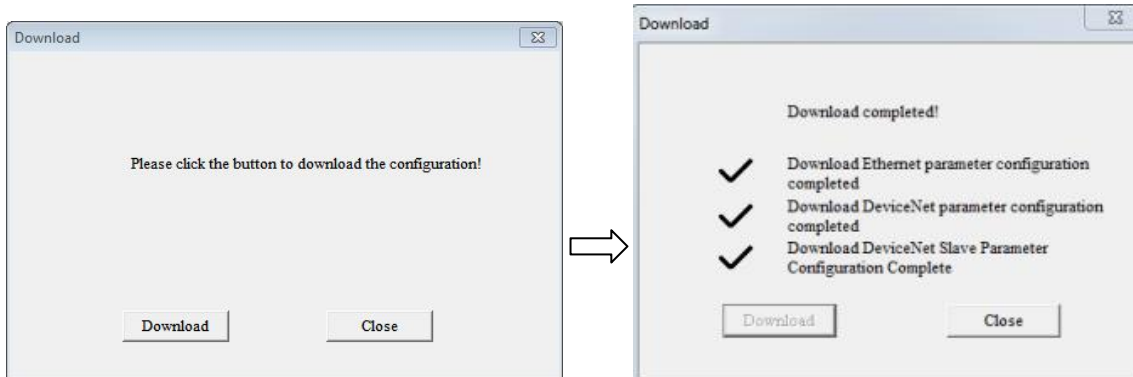 Download
Please click the button to download the configuration!
Download
Close
Download
Download completed!
Download Ethernet parameter configuration
completed
Download DeviceNet parameter configuration
completed
Download DeviceNet Slave Parameter
Configuration Complete
Download
Close